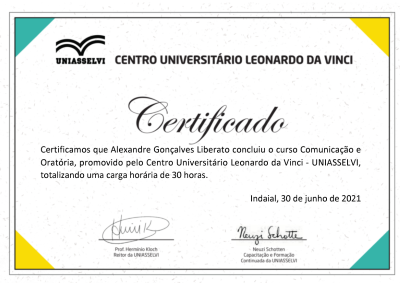 UNIASSELVI
CENTRO UNIVERSITÁRIO LEONARDO DA VINCI
Certificado
Certificamos que Alexandre Gonçalves Liberato concluiu o curso Comunicação e
Oratória, promovido pelo Centro Universitário Leonardo da Vinci - UNIASSELVI,
totalizando uma carga horária de 30 horas.
Indaial, 30 de junho de 2021
Neuzi Schotten
Prof. Hermínio Kloch
Reitor da UNIASSELVI
Neuzi Schotten
Capacitação e Formação
Continuada da UNIASSELVI